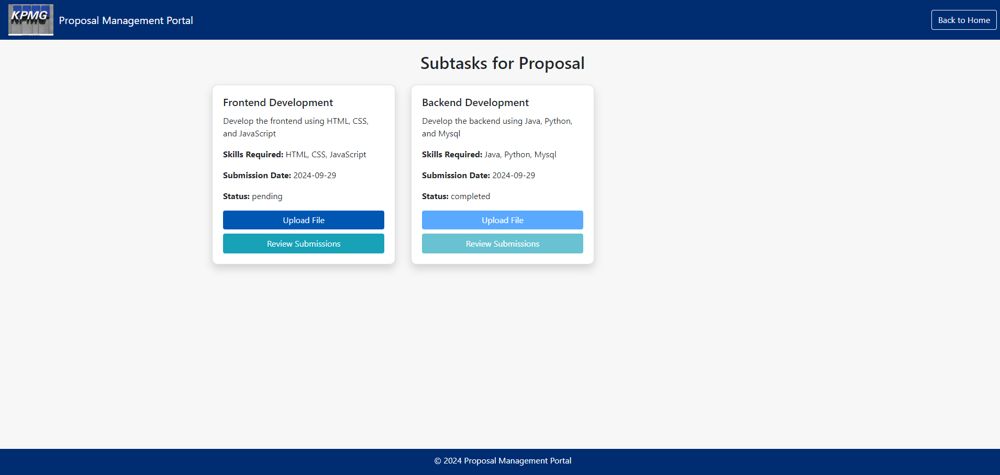 KPMG
Proposal Management Portal
Back to Home
Subtasks for Proposal
Frontend Development
Develop the frontend using HTML, CSS,
and JavaScript
Skills Required: HTML, CSS, JavaScript
Submission Date: 2024-09-29
Status: pending
Upload File
Review Submissions
Backend Development
Develop the backend using Java, Python,
and Mysql
Skills Required: Java, Python, Mysql
Submission Date: 2024-09-29
Status: completed
Upload File
Review Submissions
© 2024 Proposal Management Portal